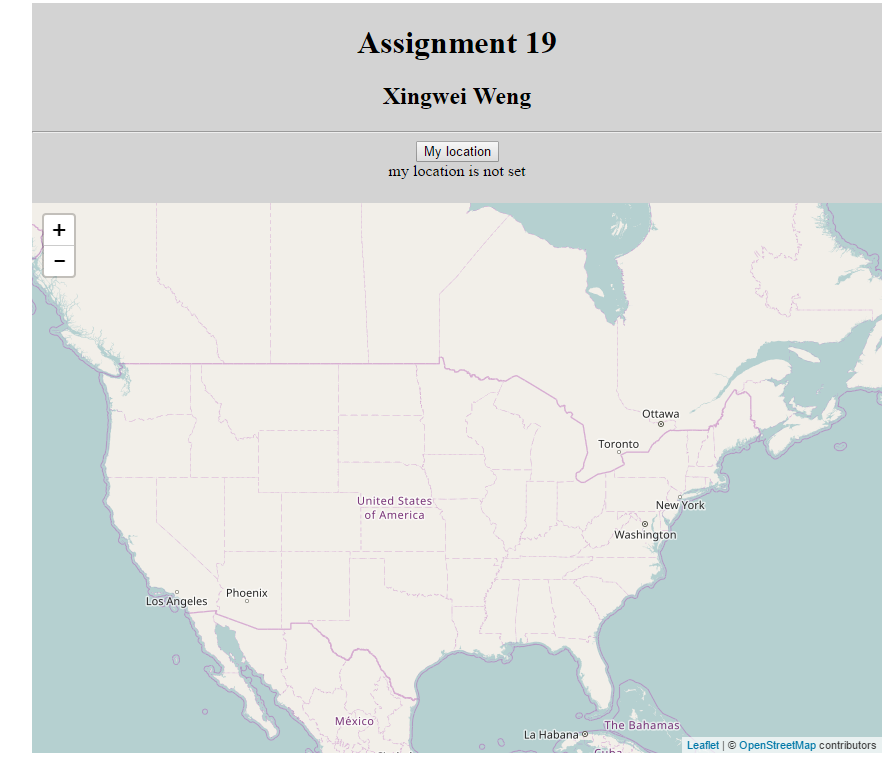 Assignment 19
Xingwei Weng
My location
my location is not set
+
−
Ottawa
Toronto
United States
of America
New York
Washington
Phoenix
Los Angeles
México
The Bahamas
La Habana
Cuba
Leaflet | © OpenStreetMap contributors